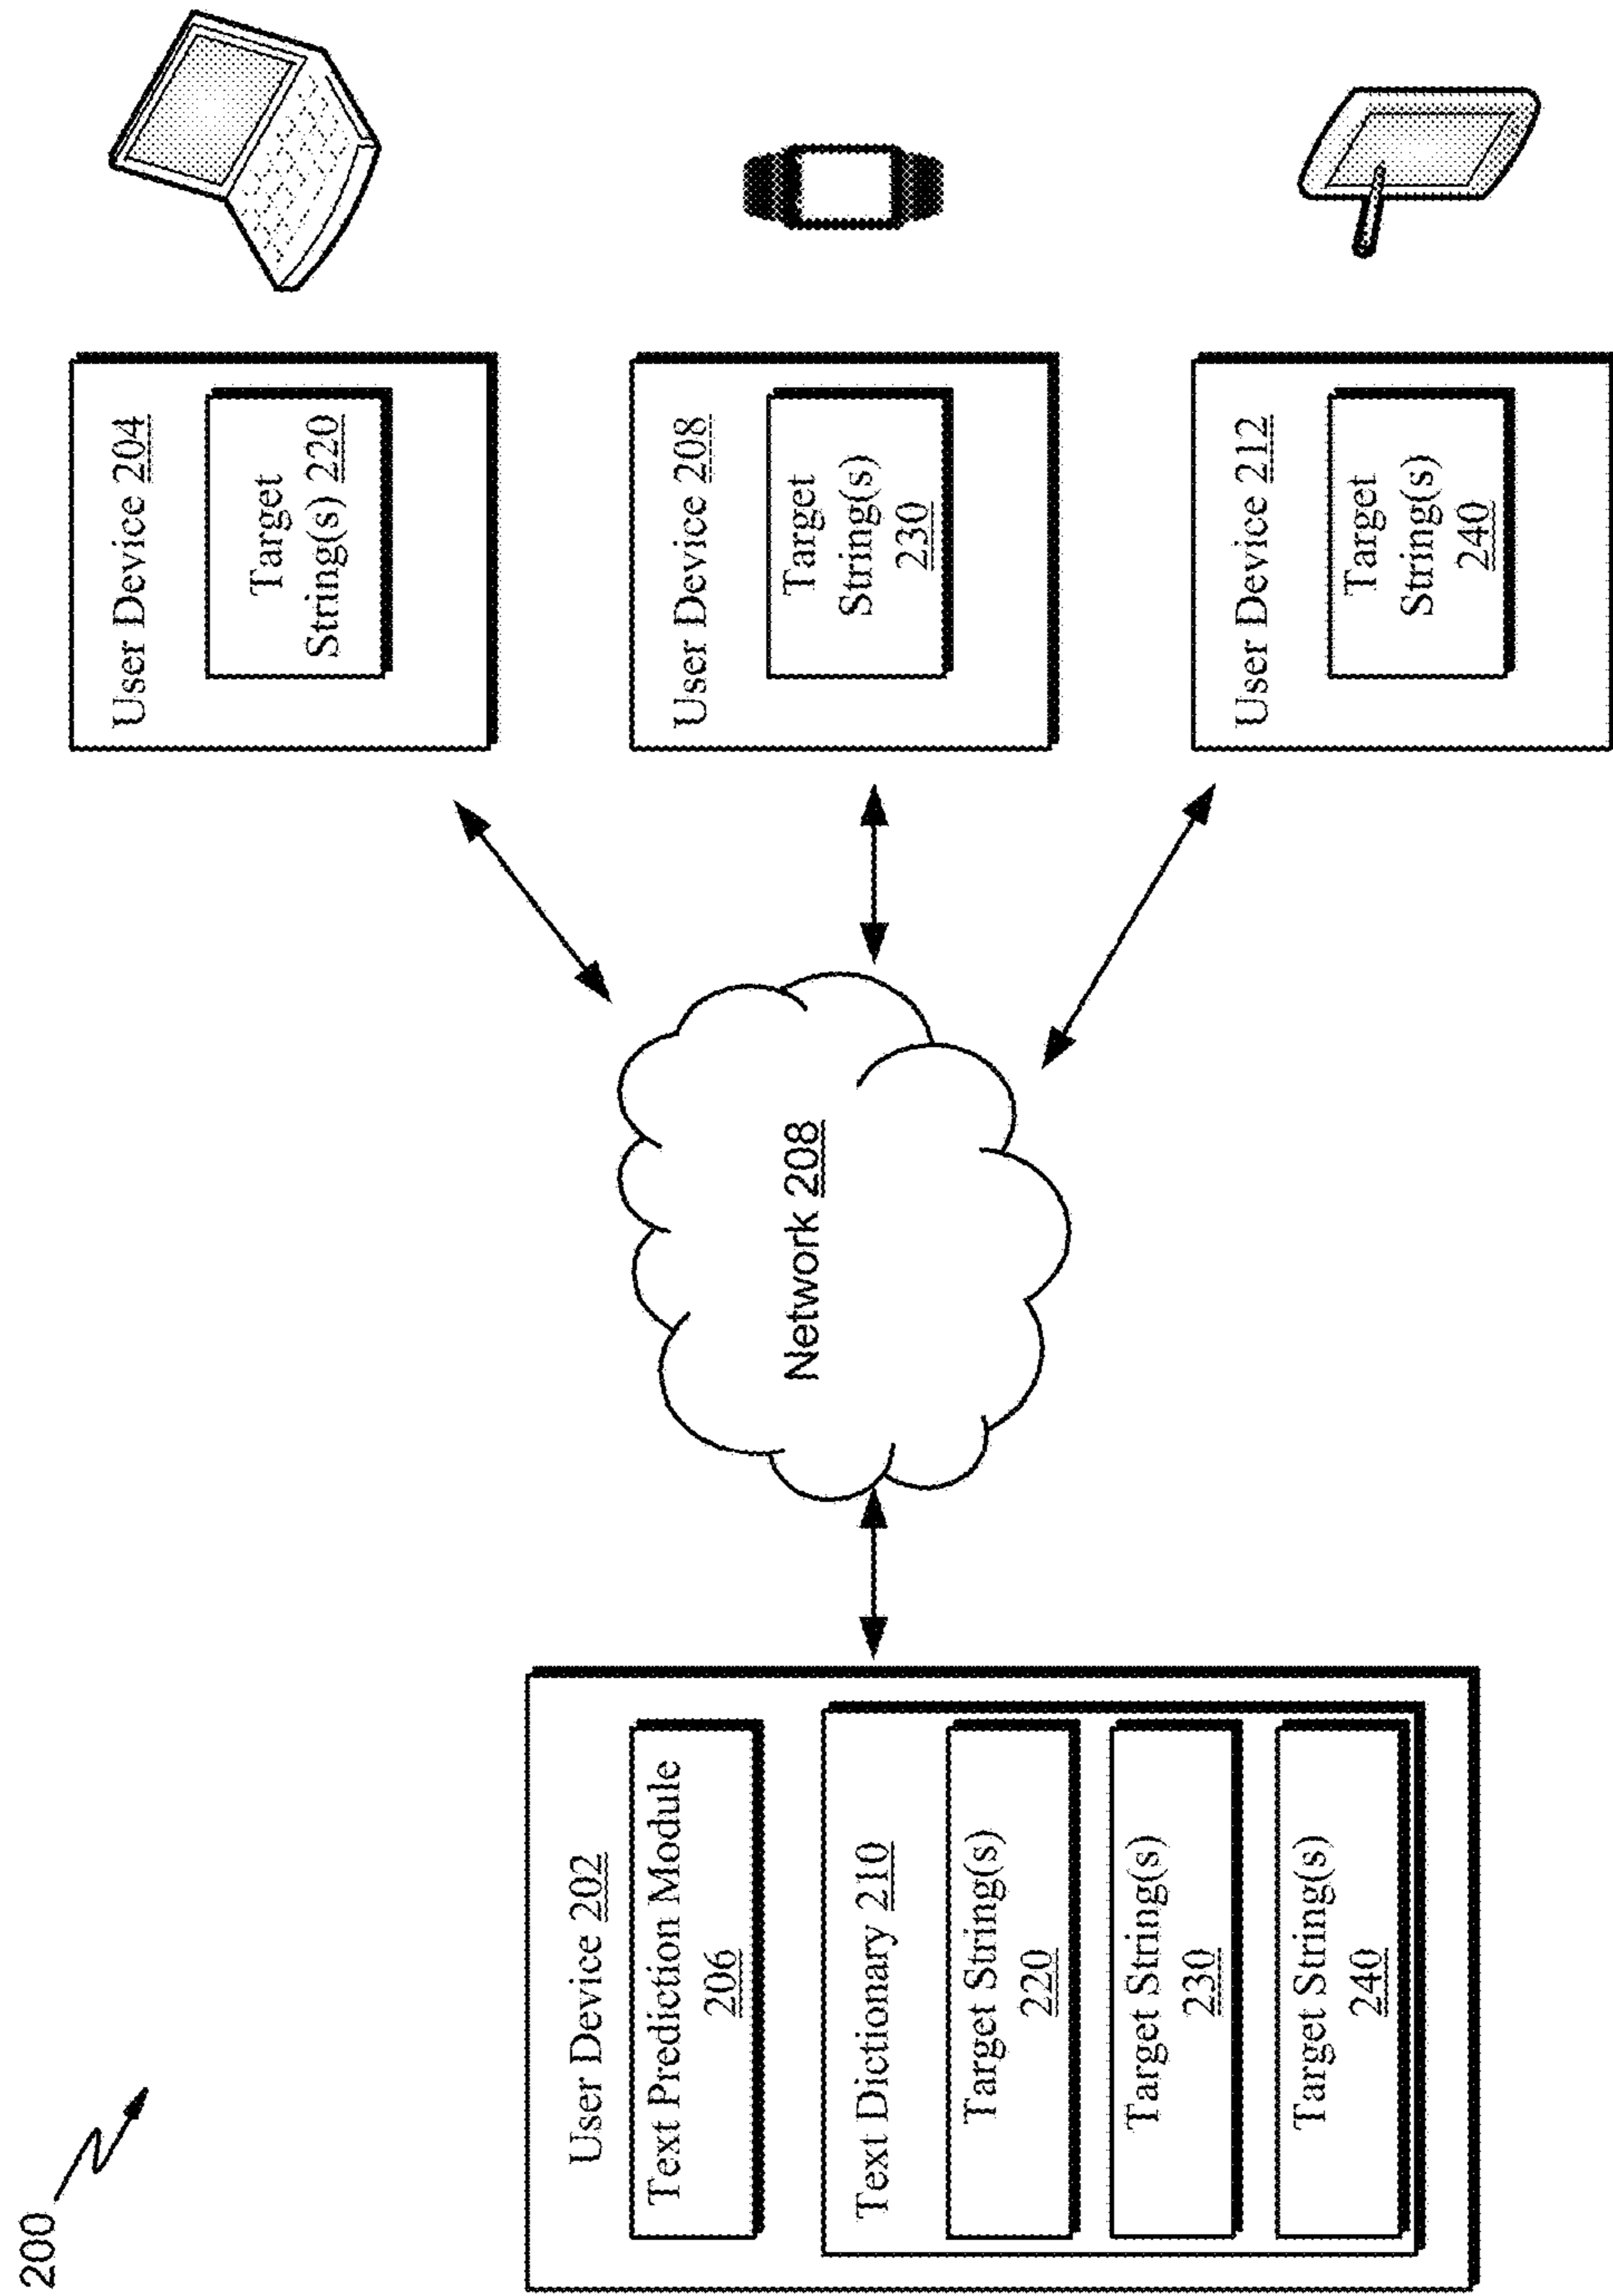 200
User Device 202
Text Prediction Module
206
Text Dictionary 210
Target String(s)
220
Target String(s)
230
Target String(s)
240
Network 208
User Device 204
Target
String(s) 220
User Device 208
Target
String(s)
230
User Device 212
Target
String(s)
240